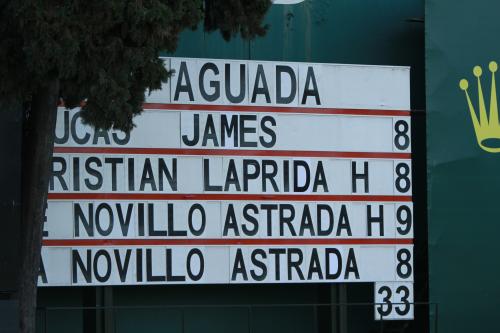 AGUADA
UCAS JAMES 8
RISTIAN LAPRIDA H 8
E NOVILLO ASTRADA H 9
A NOVILLO ASTRADA 8
33